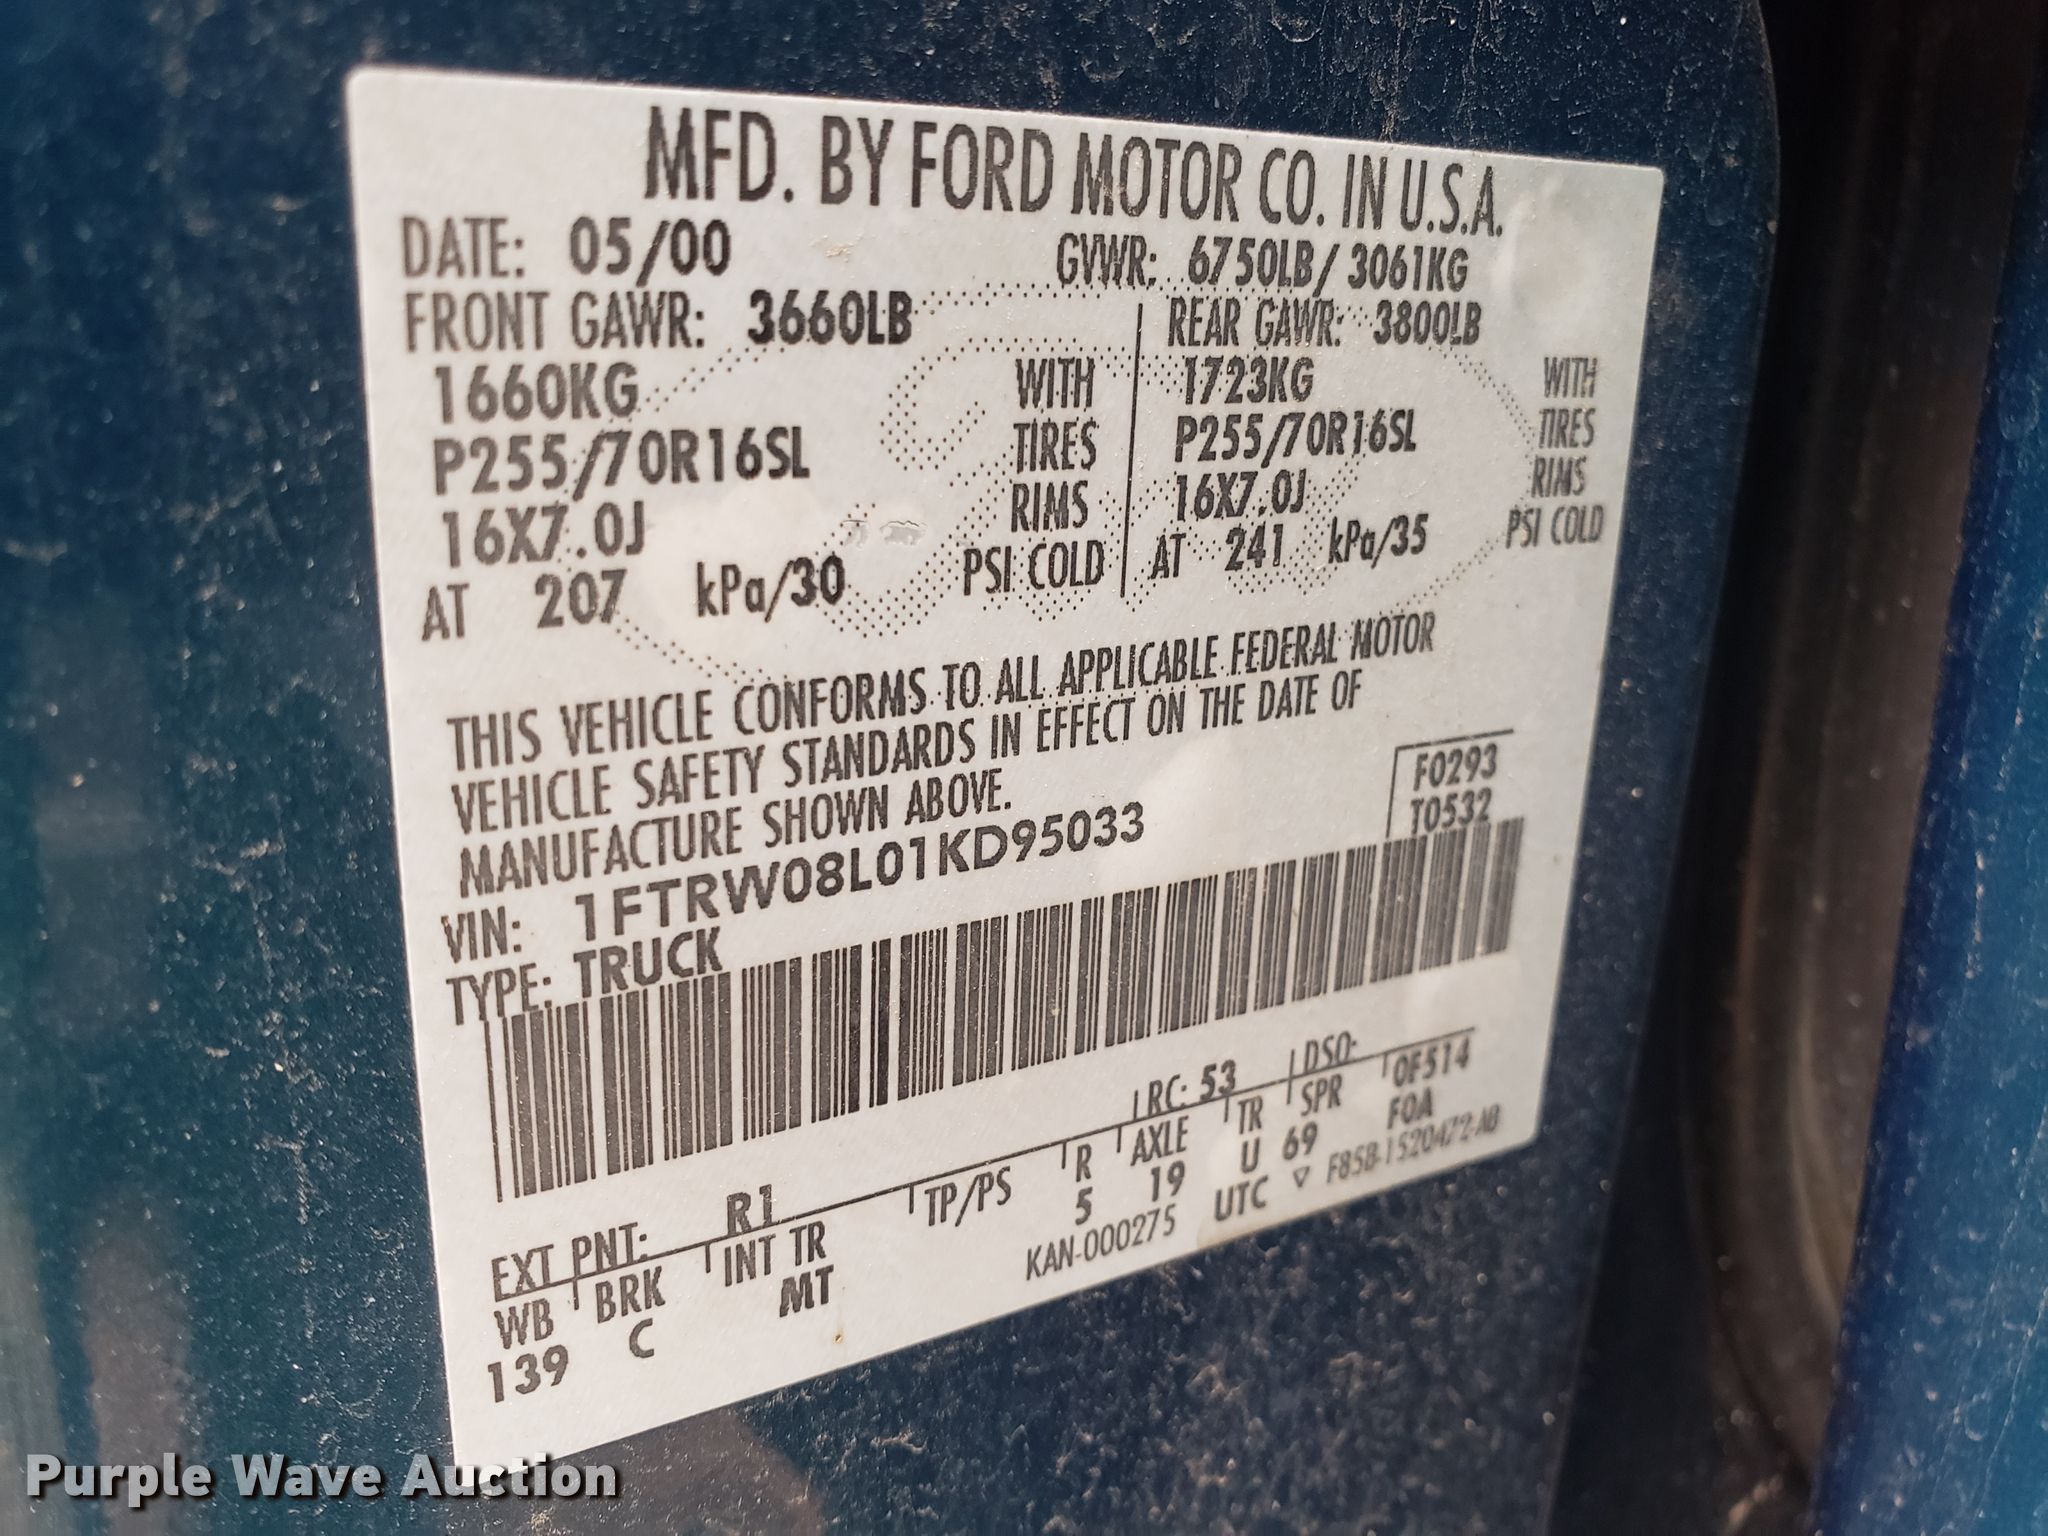 MFD. BY FORD MOTOR CO. IN U.S.A.
DATE: 05/00 GVWR: 6750LB/ 3061KG
FRONT GAWR: 3660LB REAR GAWR: 3800LB
1660KG WITH 1723KG WITH
P255/70R16SL TIRES P255/70R16SL TIRES
16X7.0J RIMS 16X7.0J RIMS
AT 207 kPa/30 PSI COLD AT 241 kPa/35 PSI COLD
THIS VEHICLE CONFORMS TO ALL APPLICABLE FEDERAL MOTOR
VEHICLE SAFETY STANDARDS IN EFFECT ON THE DATE OF
MANUFACTURE SHOWN ABOVE.
F0293
T0532
VIN: 1FTRW08L01KD95033
TYPE: TRUCK
EXT PNT: R1 RC: 53 DSO:
WB BRK INT TR TP/PS R AXLE TR SPR 0F514
139 C MT 5 19 U 69 F0A
KAN-000275 UTC ▽ F85B-1520472-AB
Purple Wave Auction